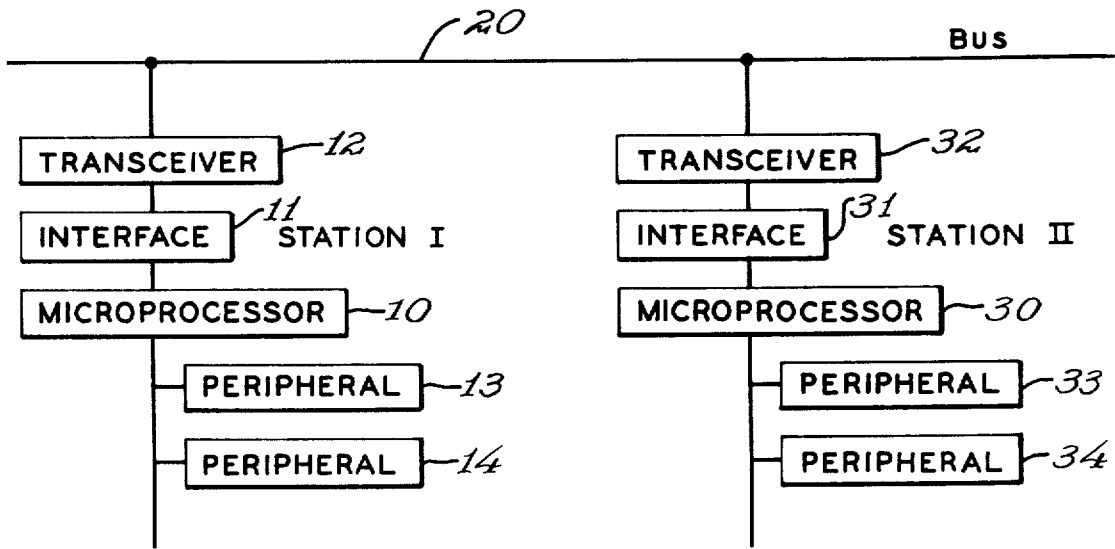 20
Bus
TRANSCEIVER 12
INTERFACE 11 STATION I
MICROPROCESSOR 10
PERIPHERAL 13
PERIPHERAL 14
TRANSCEIVER 32
INTERFACE 31 STATION II
MICROPROCESSOR 30
PERIPHERAL 33
PERIPHERAL 34